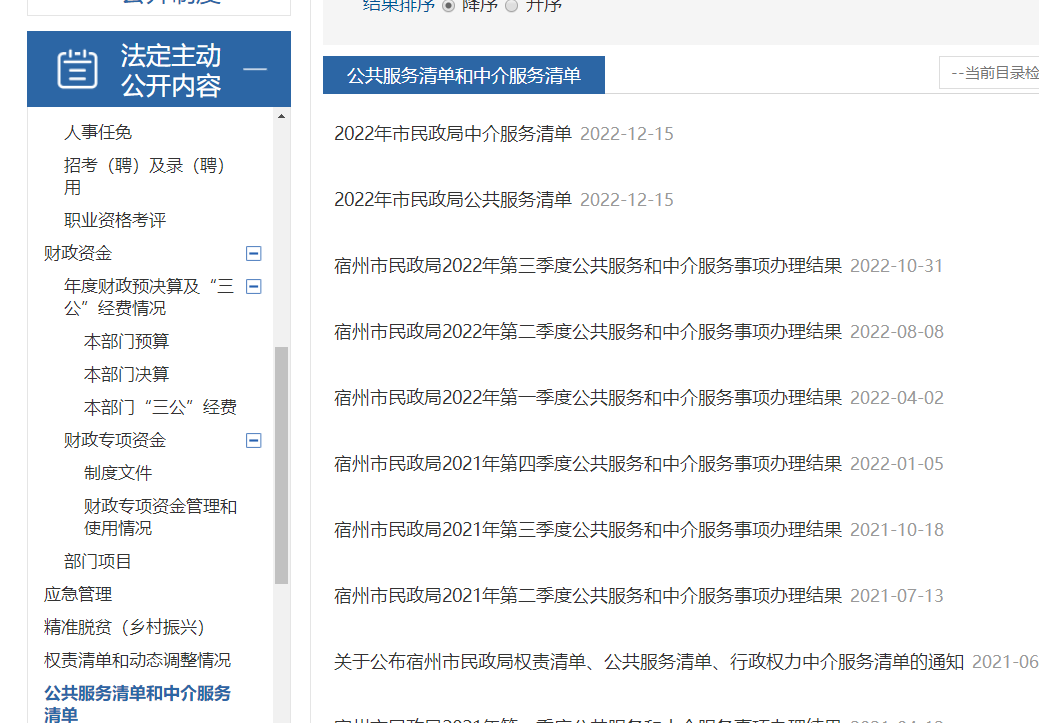 结果排序 降序 升序
法定主动
公开内容
人事任免
招考（聘）及录（聘）
用
职业资格考评
财政资金
年度财政预决算及“三
公”经费情况
本部门预算
本部门决算
本部门“三公”经费
财政专项资金
制度文件
财政专项资金管理和
使用情况
部门项目
应急管理
精准脱贫（乡村振兴）
权责清单和动态调整情况
公共服务清单和中介服务
清单
公共服务清单和中介服务清单
--当前目录检
2022年市民政局中介服务清单 2022-12-15
2022年市民政局公共服务清单 2022-12-15
宿州市民政局2022年第三季度公共服务和中介服务事项办理结果 2022-10-31
宿州市民政局2022年第二季度公共服务和中介服务事项办理结果 2022-08-08
宿州市民政局2022年第一季度公共服务和中介服务事项办理结果 2022-04-02
宿州市民政局2021年第四季度公共服务和中介服务事项办理结果 2022-01-05
宿州市民政局2021年第三季度公共服务和中介服务事项办理结果 2021-10-18
宿州市民政局2021年第二季度公共服务和中介服务事项办理结果 2021-07-13
关于公布宿州市民政局权责清单、公共服务清单、行政权力中介服务清单的通知 2021-06